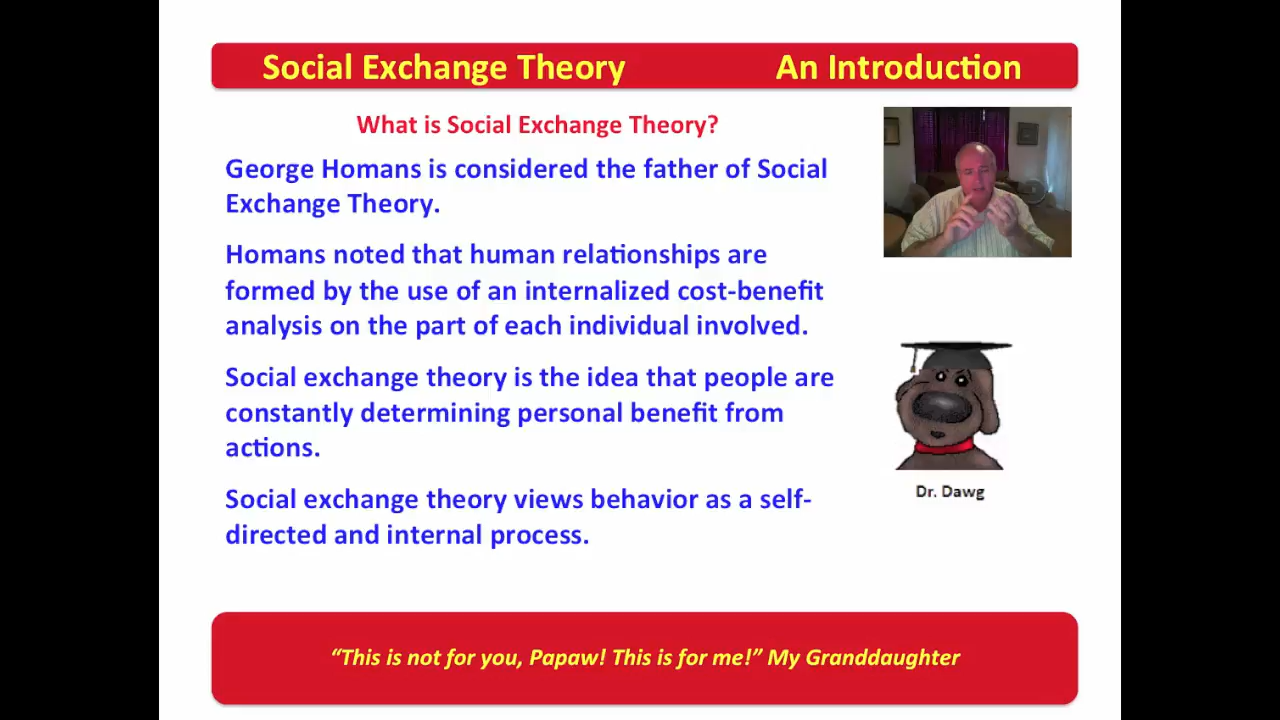 Social Exchange Theory An Introduction
What is Social Exchange Theory?
George Homans is considered the father of Social
Exchange Theory.
Homans noted that human relationships are
formed by the use of an internalized cost-benefit
analysis on the part of each individual involved.
Social exchange theory is the idea that people are
constantly determining personal benefit from
actions.
Social exchange theory views behavior as a self-
directed and internal process.
Dr. Dawg
“This is not for you, Papaw! This is for me!” My Granddaughter